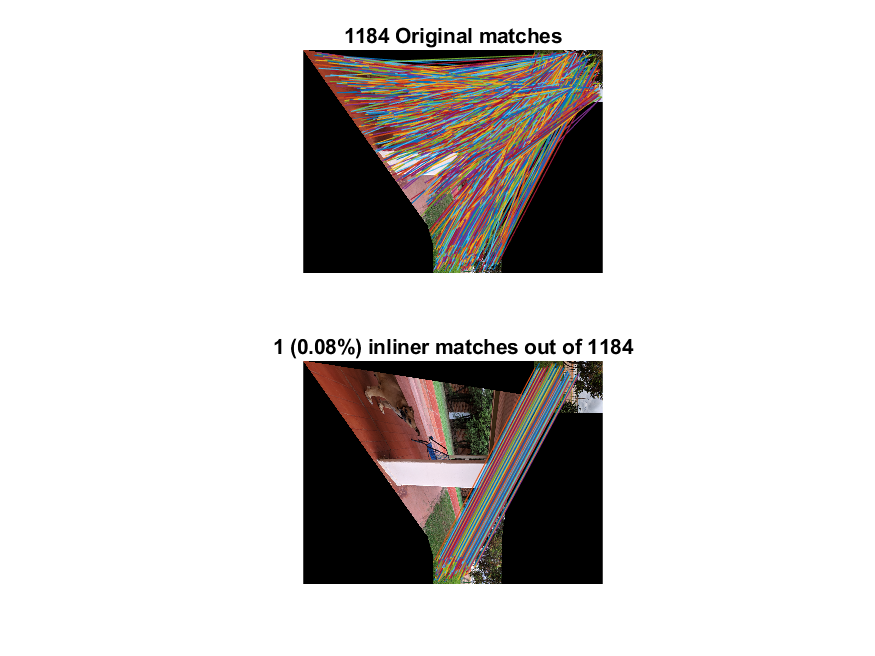 1184 Original matches
1 (0.08%) inliner matches out of 1184